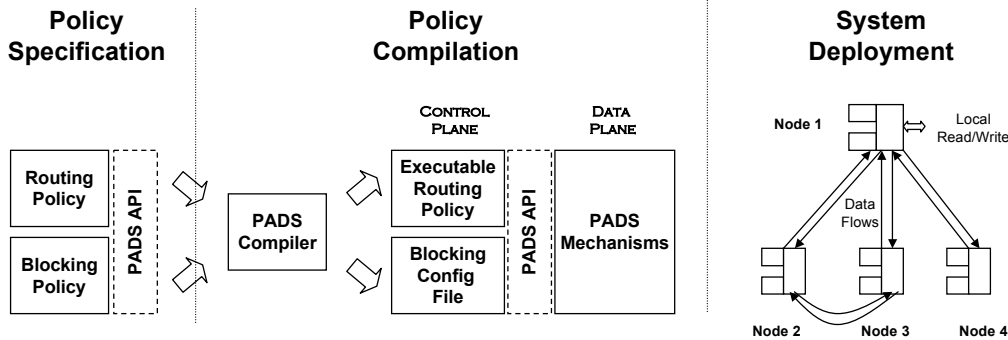 Policy
Specification
Routing
Policy
Blocking
Policy
PADS API
Policy
Compilation
PADS
Compiler
CONTROL
PLANE
Executable
Routing
Policy
Blocking
Config
File
PADS API
DATA
PLANE
PADS
Mechanisms
System
Deployment
Node 1
Local
Read/Write
Data
Flows
Node 2
Node 3
Node 4